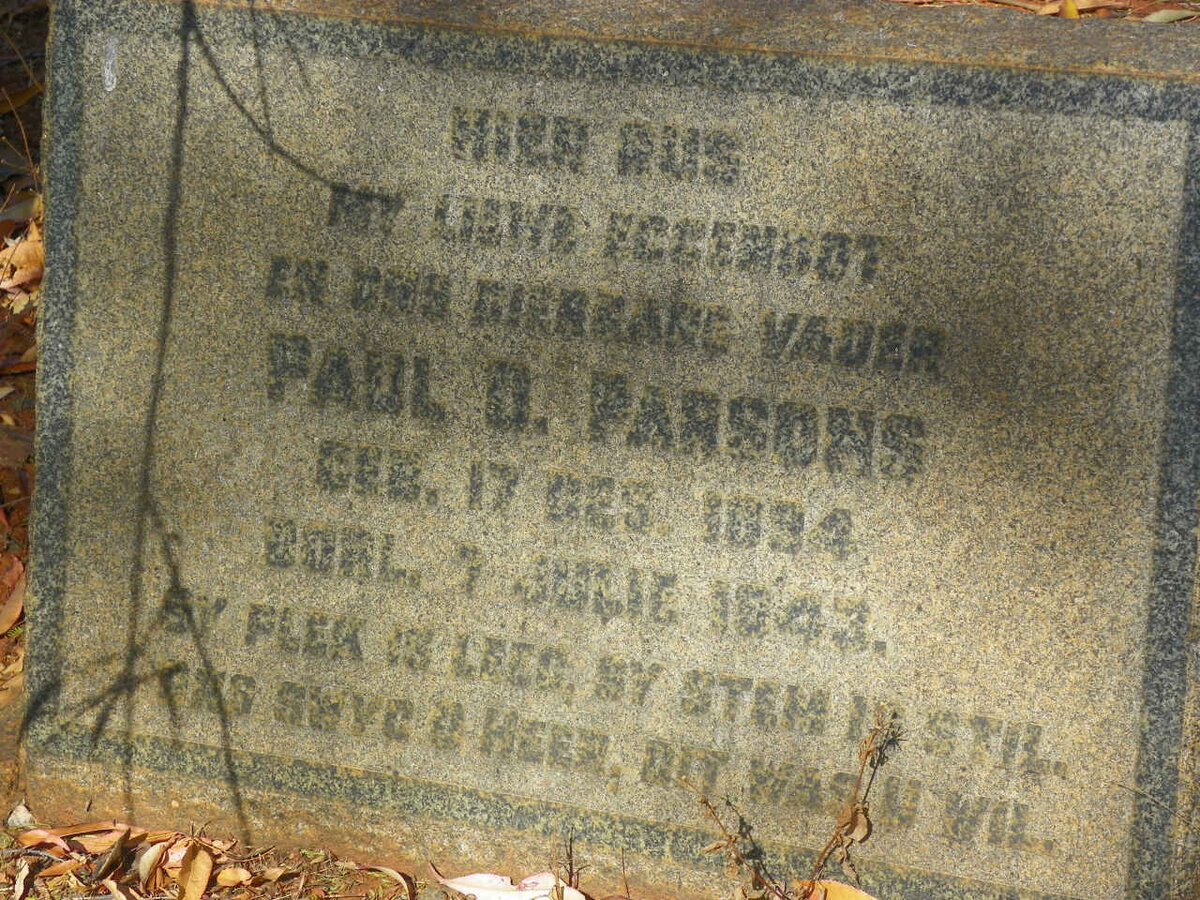 HIER RUS
MY LIEWE EGGENOOT
EN ONS DIERBARE VADER
PAUL D. PARSONS
GEB. 17 DES. 1894
OORL. 7 JULIE 1943.
SY PLEK IS LEEG, SY STEM IS STIL.
ONS SWYG O HEER, DIT WAS U WIL.